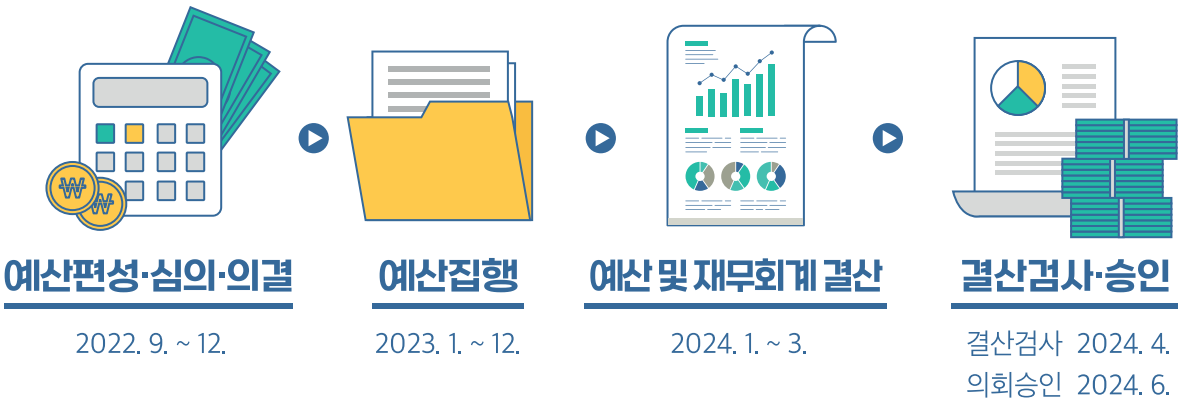 예산편성·심의·의결
2022. 9. ~ 12.
예산집행
2023. 1. ~ 12.
예산 및 재무회계 결산
2024. 1. ~ 3.
결산검사·승인
결산검사 2024. 4.
의회승인 2024. 6.